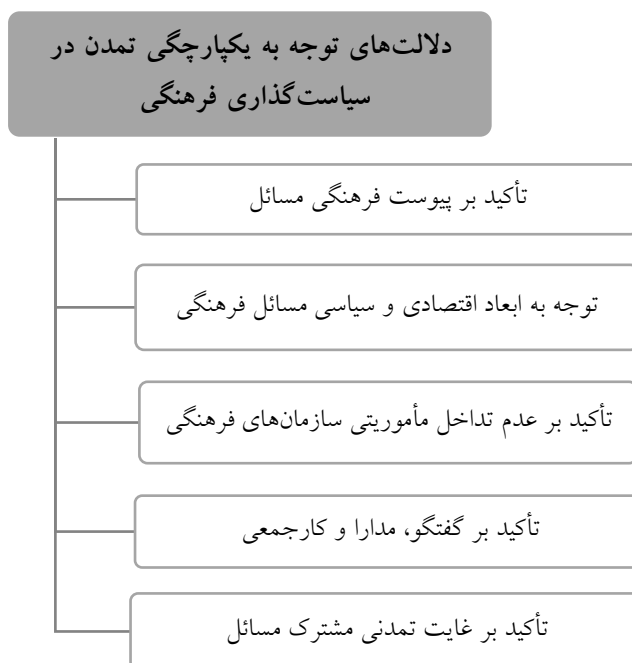 دلالت‌های توجه به یکپارچگی تمدن در
سیاست‌گذاری فرهنگی
تأکید بر پیوست فرهنگی مسائل
توجه به ابعاد اقتصادی و سیاسی مسائل فرهنگی
تأکید بر عدم تداخل مأموریتی سازمان‌های فرهنگی
تأکید بر گفتگو، مدارا و کارجمعی
تأکید بر غایت تمدنی مشترک مسائل